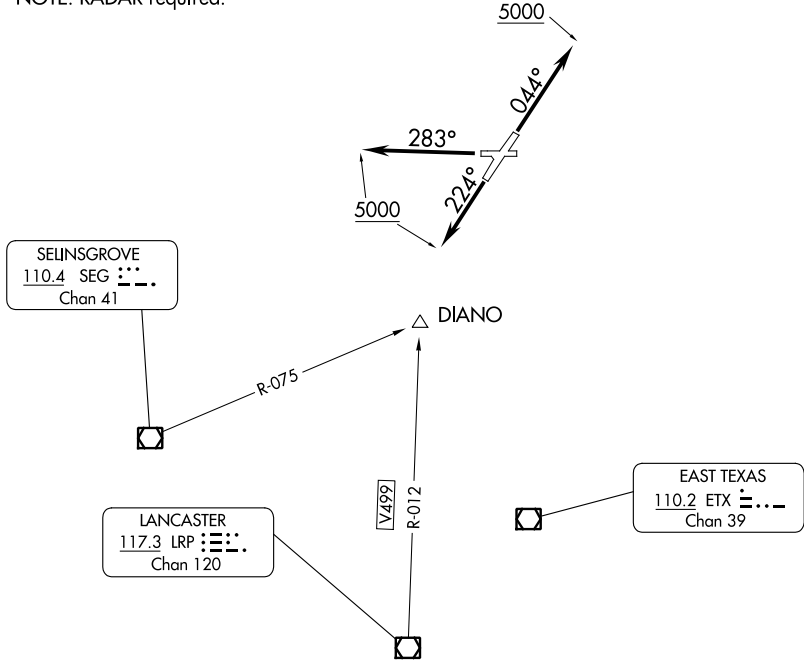 NOTE: RADAR required.
5000
044°
283°
224°
5000
SELINSGROVE
110.4 SEG
Chan 41
DIANO
R-075
V499
R-012
EAST TEXAS
110.2 ETX
Chan 39
LANCASTER
117.3 LRP
Chan 120